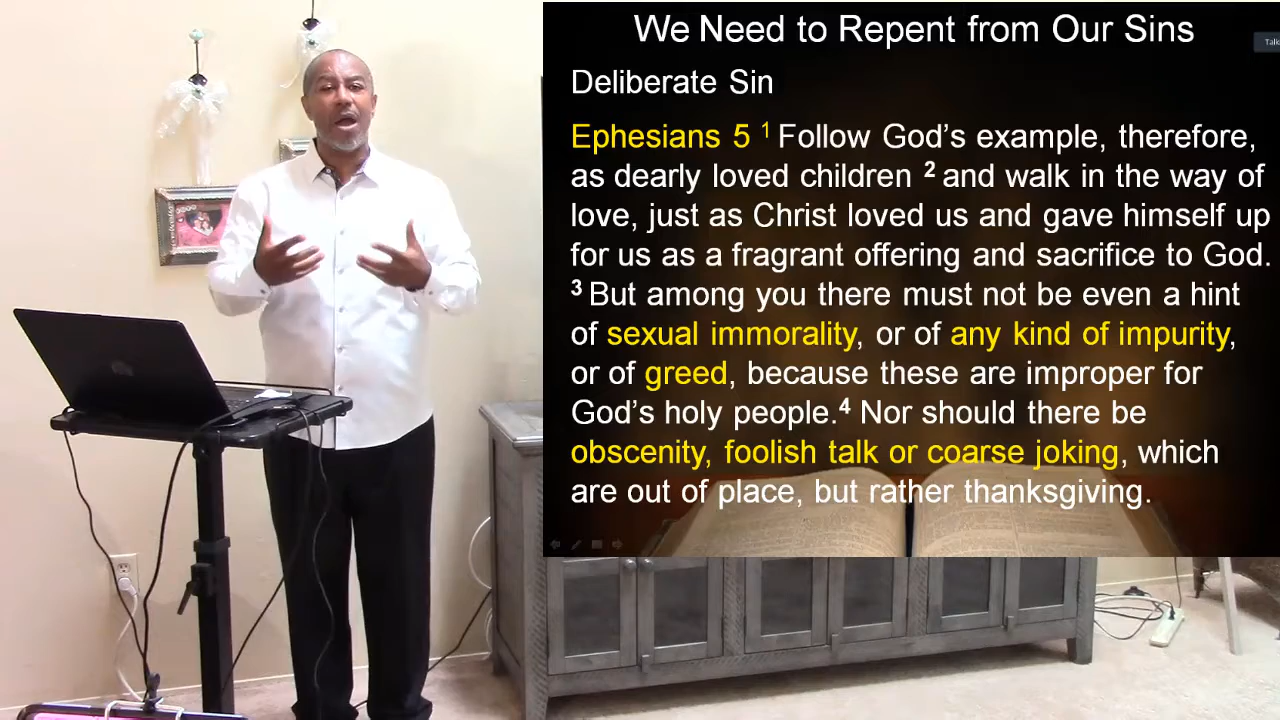 We Need to Repent from Our Sins
Talk
Deliberate Sin
Ephesians 5 1 Follow God’s example, therefore,
as dearly loved children 2 and walk in the way of
love, just as Christ loved us and gave himself up
for us as a fragrant offering and sacrifice to God.
3 But among you there must not be even a hint
of sexual immorality, or of any kind of impurity,
or of greed, because these are improper for
God’s holy people.4 Nor should there be
obscenity, foolish talk or coarse joking, which
are out of place, but rather thanksgiving.